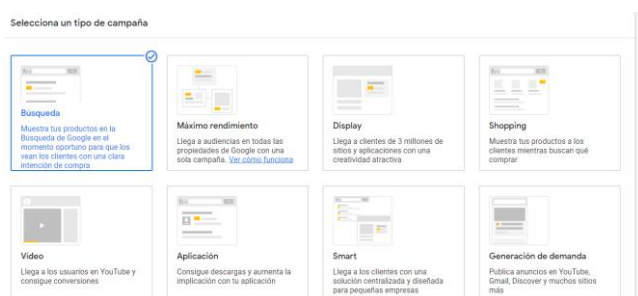 Selecciona un tipo de campaña
Búsqueda
Muestra tus productos en la
Búsqueda de Google en el
momento oportuno para que los
vean los clientes con una clara
intención de compra
Máximo rendimiento
Llega a audiencias en todas las
propiedades de Google con una
sola campaña. Ver cómo funciona
Display
Llega a clientes de 3 millones de
sitios y aplicaciones con una
creatividad atractiva
Shopping
Muestra tus productos a los
clientes mientras buscan qué
comprar
Vídeo
Llega a los usuarios en YouTube y
consigue conversiones
Aplicación
Consigue descargas y aumenta la
implicación con tu aplicación
Smart
Llega a los clientes con una
solución centralizada y diseñada
para pequeñas empresas
Generación de demanda
Publica anuncios en YouTube,
Gmail, Discover y muchos sitios
más